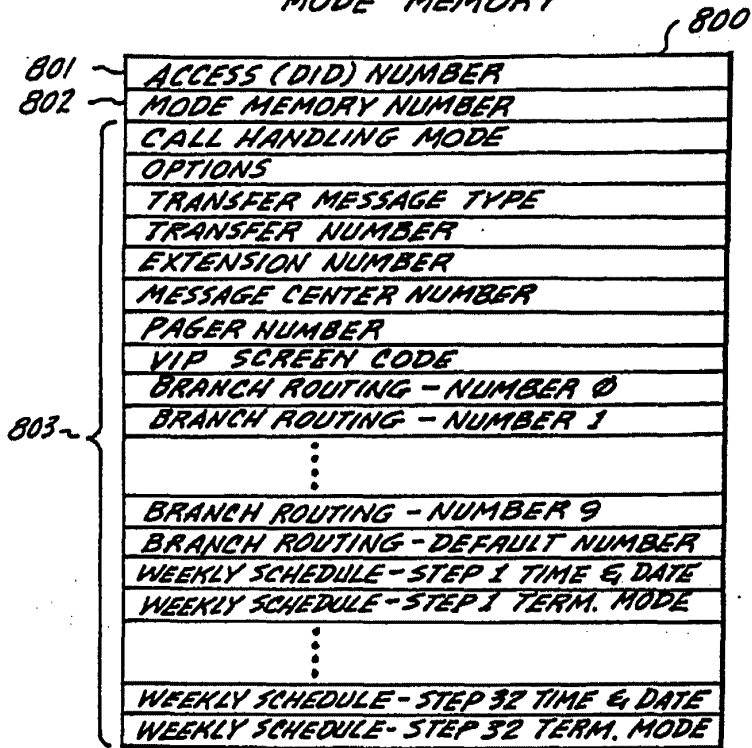 MODE MEMORY
800
801 ACCESS (DID) NUMBER
802 MODE MEMORY NUMBER
CALL HANDLING MODE
OPTIONS
TRANSFER MESSAGE TYPE
TRANSFER NUMBER
EXTENSION NUMBER
MESSAGE CENTER NUMBER
PAGER NUMBER
VIP SCREEN CODE
BRANCH ROUTING - NUMBER 0
803 BRANCH ROUTING - NUMBER 1
BRANCH ROUTING - NUMBER 9
BRANCH ROUTING - DEFAULT NUMBER
WEEKLY SCHEDULE - STEP 1 TIME & DATE
WEEKLY SCHEDULE - STEP 1 TERM. MODE
WEEKLY SCHEDULE - STEP 32 TIME & DATE
WEEKLY SCHEDULE - STEP 32 TERM. MODE